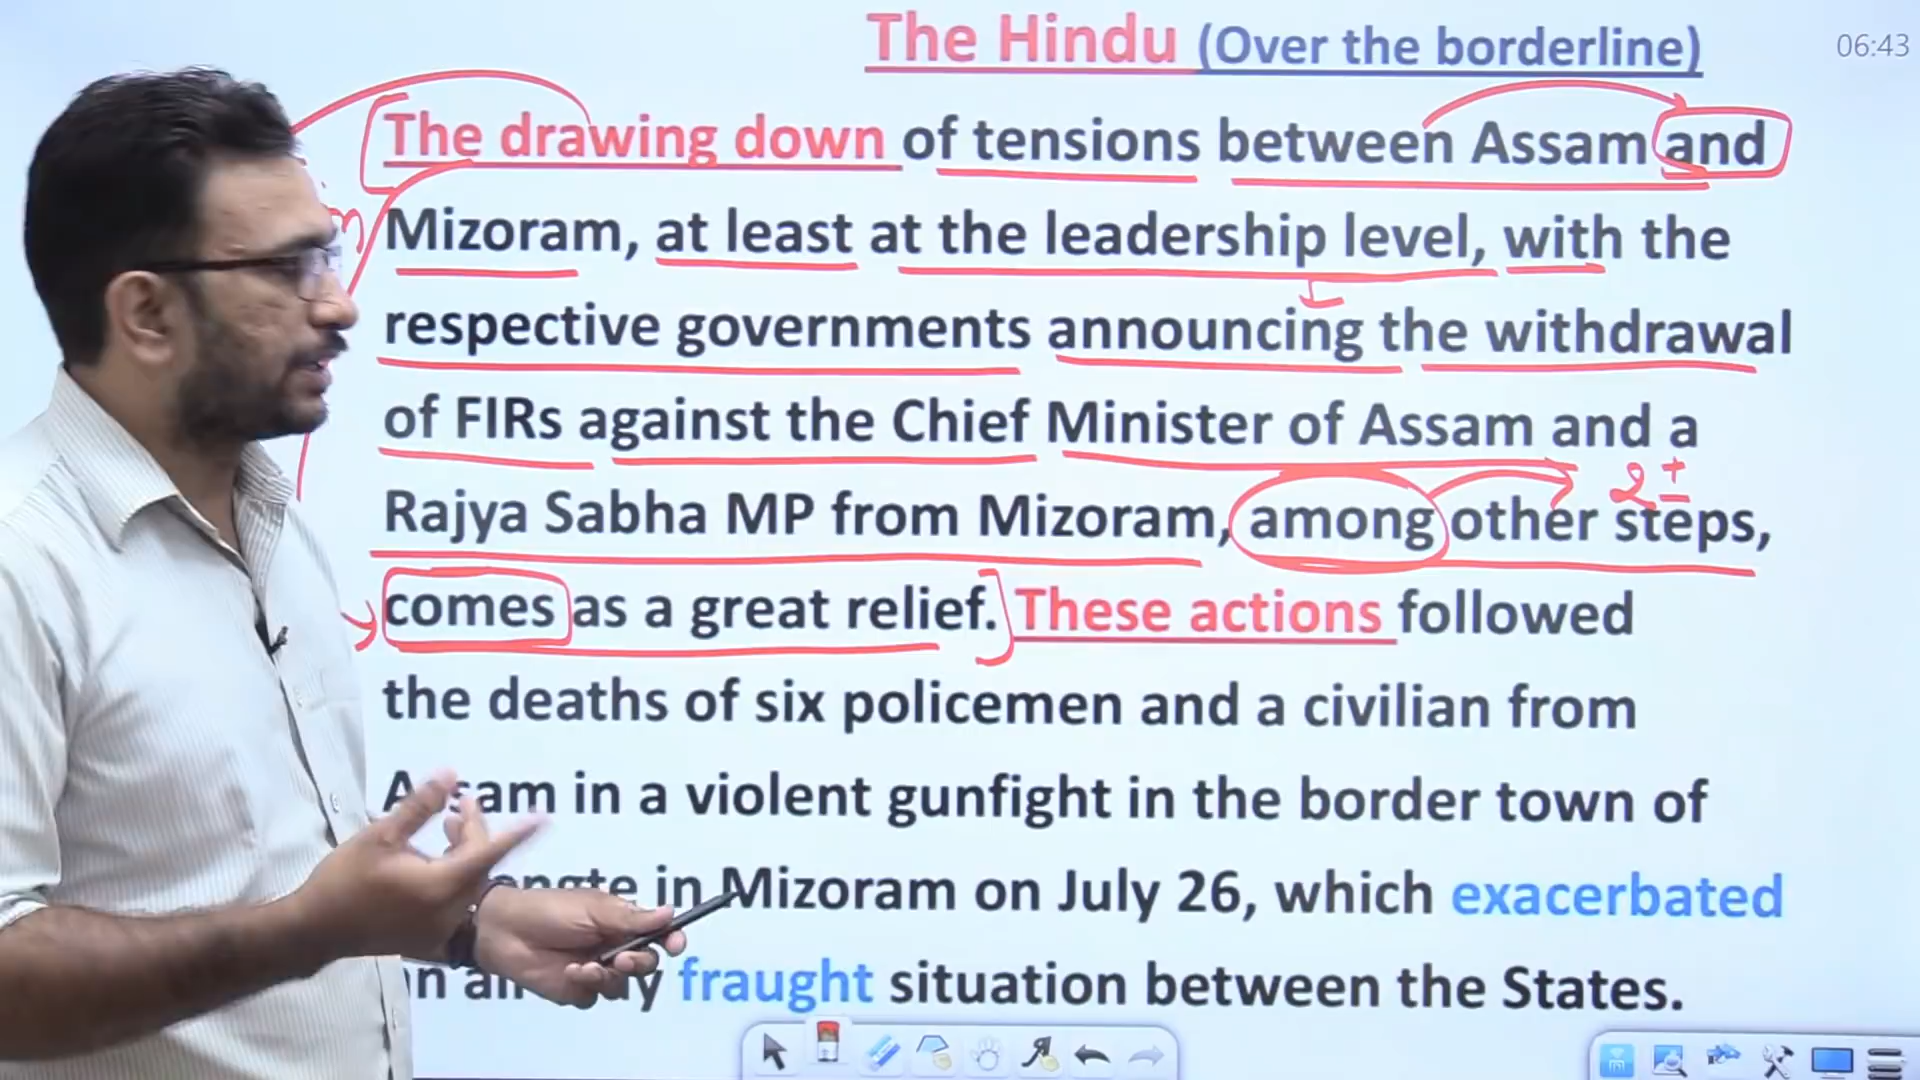 The Hindu (Over the borderline)
06:43
The drawing down of tensions between Assam and
Mizoram, at least at the leadership level, with the
respective governments announcing the withdrawal
of FIRs against the Chief Minister of Assam and a
2+
Rajya Sabha MP from Mizoram, among other steps,
comes as a great relief. These actions followed
the deaths of six policemen and a civilian from
Assam in a violent gunfight in the border town of
in Mizoram on July 26, which exacerbated
fraught situation between the States.